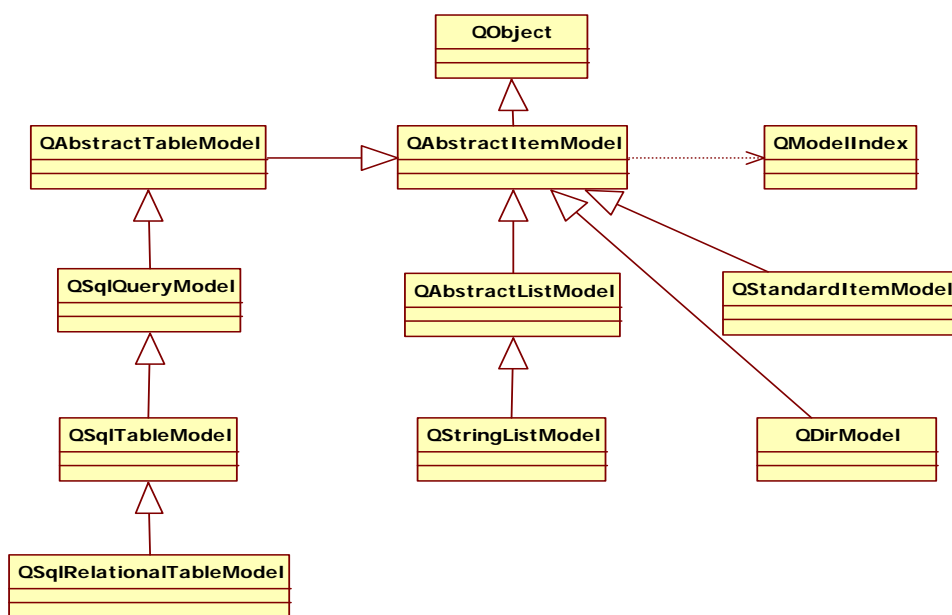 QObject
QAbstractTableModel
QAbstractItemModel
QModelIndex
QSqlQueryModel
QAbstractListModel
QStandardItemModel
QSqlTableModel
QStringListModel
QDirModel
QSqlRelationalTableModel